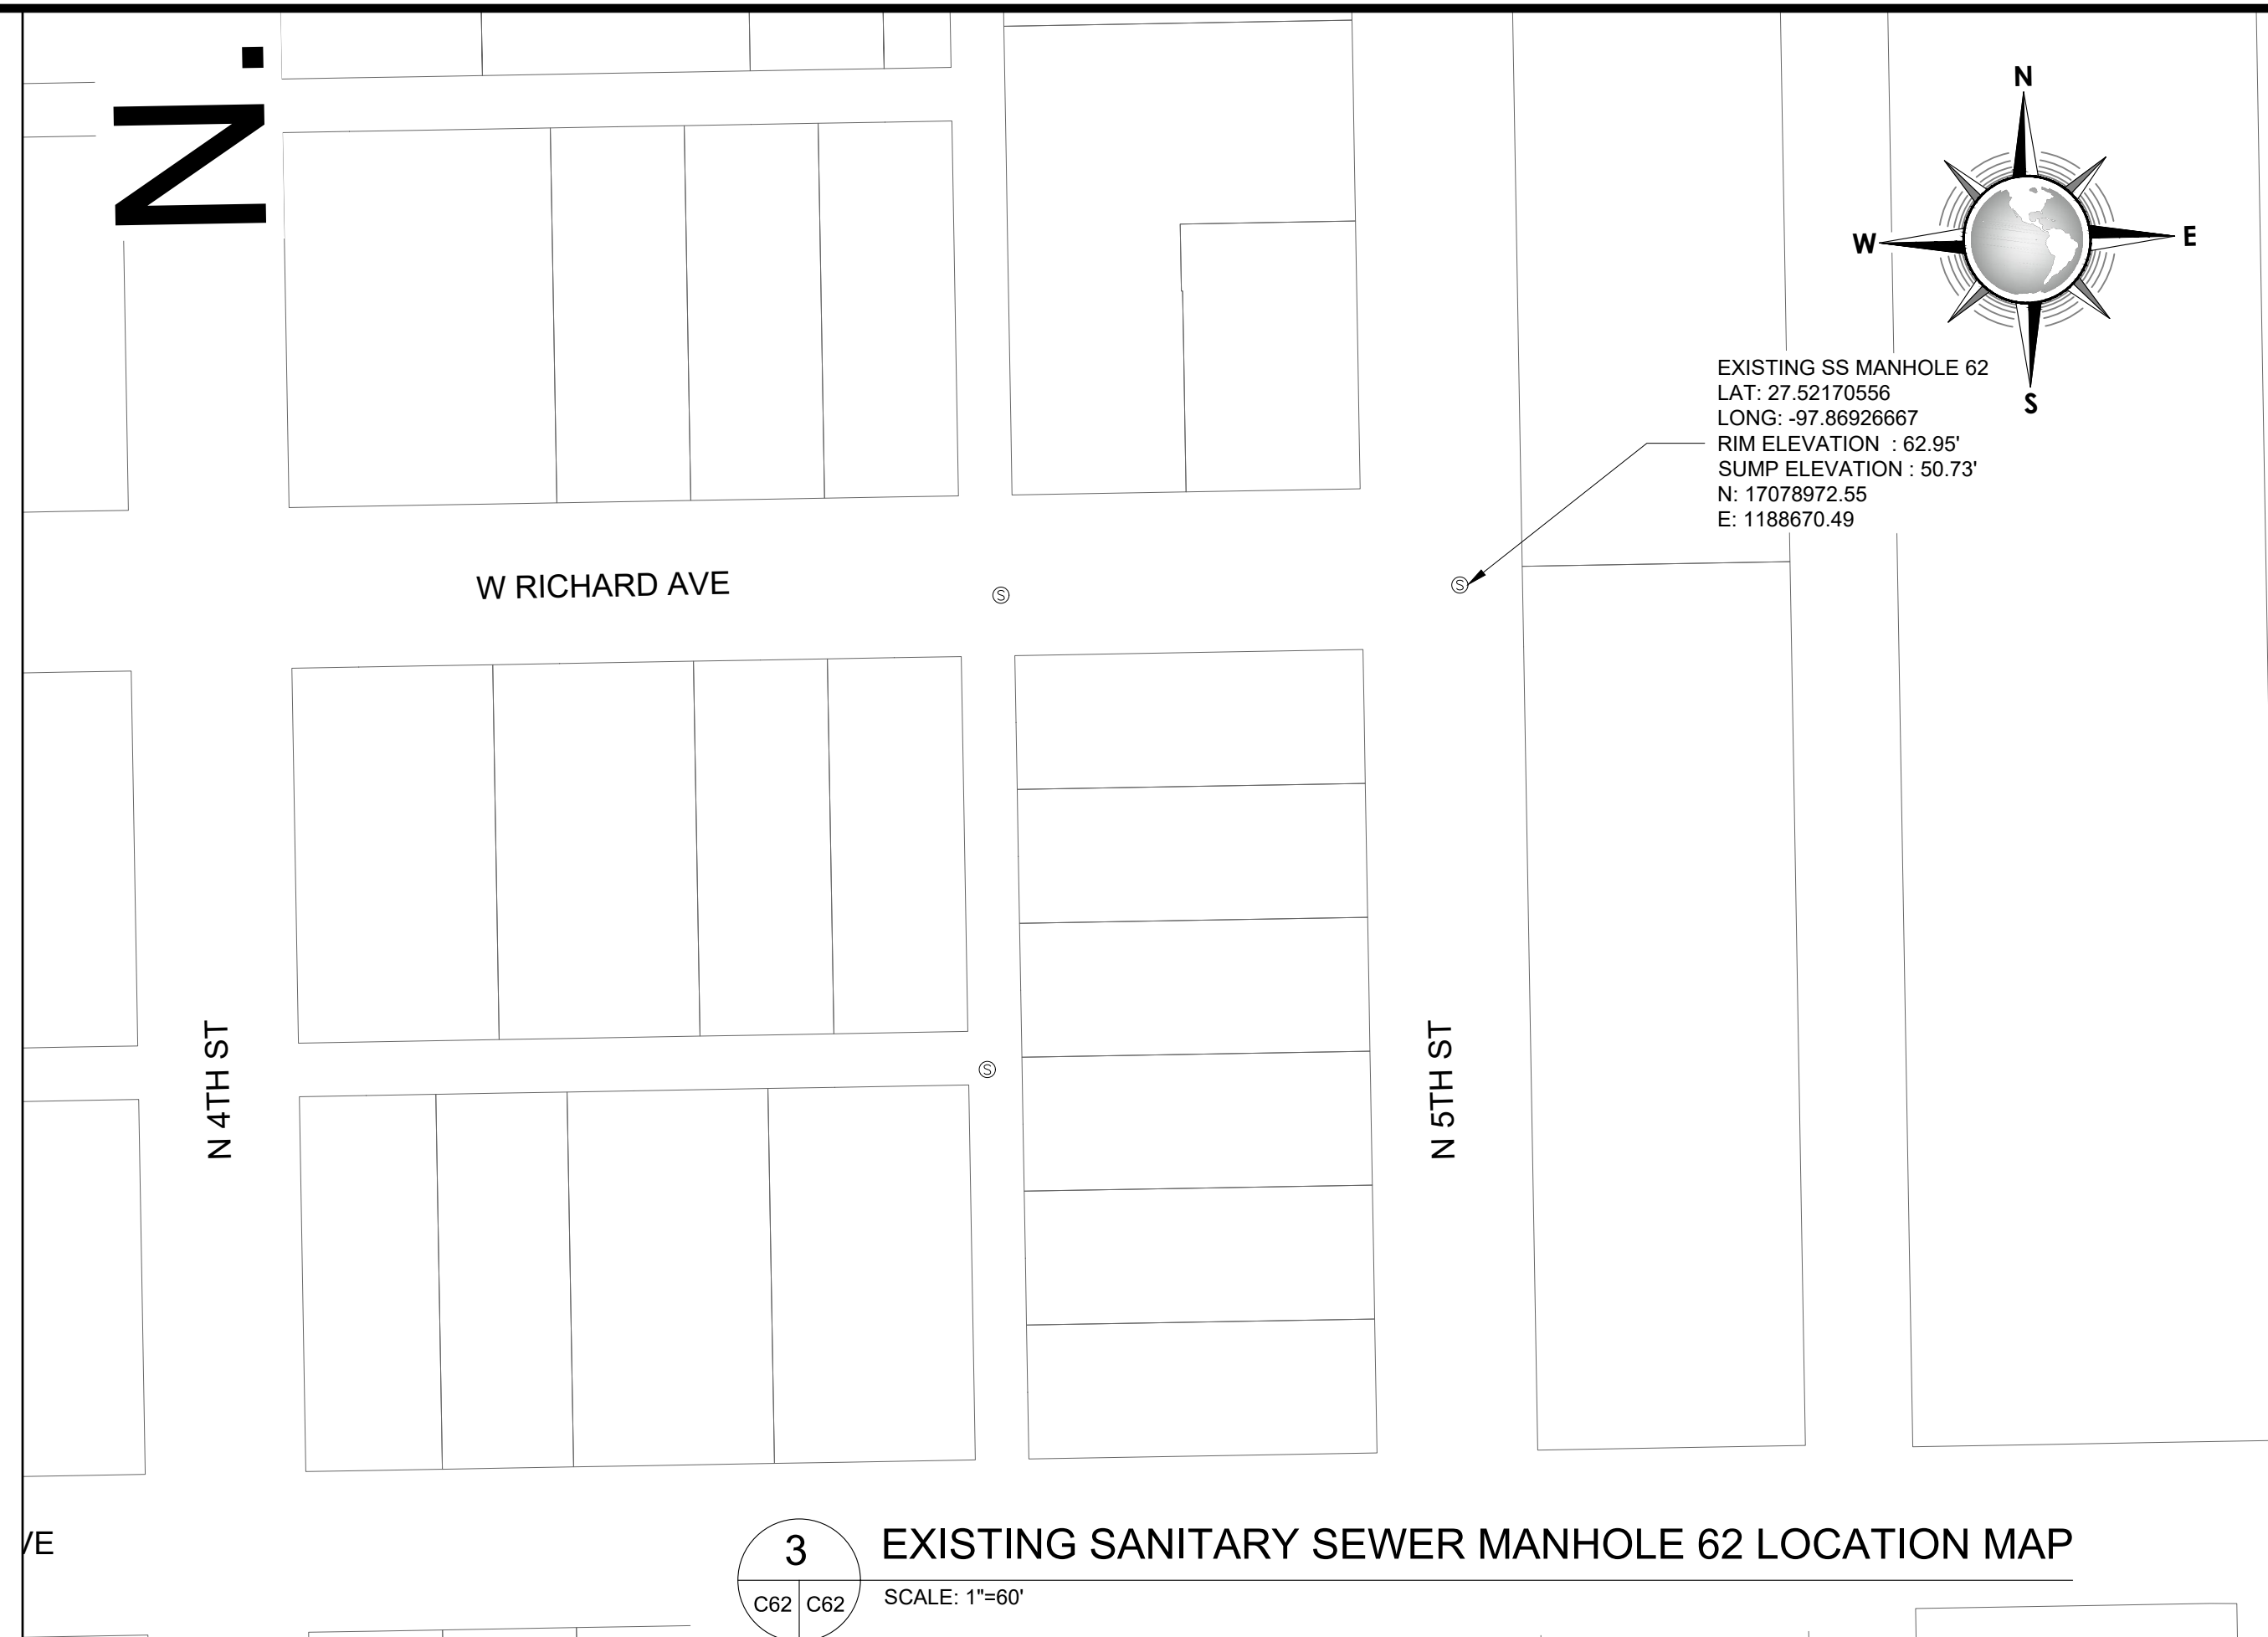 N.
N
W
E
S
EXISTING SS MANHOLE 62
LAT: 27.52170556
LONG: -97.86926667
RIM ELEVATION : 62.95'
SUMP ELEVATION : 50.73'
N: 17078972.55
E: 1188670.49
W RICHARD AVE
S
S
S
N 4TH ST
N 5TH ST
VE
3
EXISTING SANITARY SEWER MANHOLE 62 LOCATION MAP
C62
C62
SCALE: 1"=60'